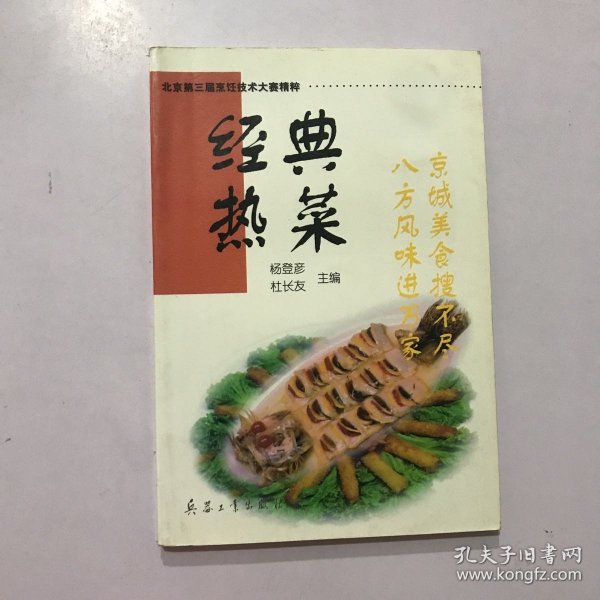 北京第三届烹饪技术大赛精粹
经典
热菜
杨登彦
杜长友
主编
京城美食搜不尽
八方风味进万家
兵器工业出版社
孔夫子旧书网
www.kongfz.com